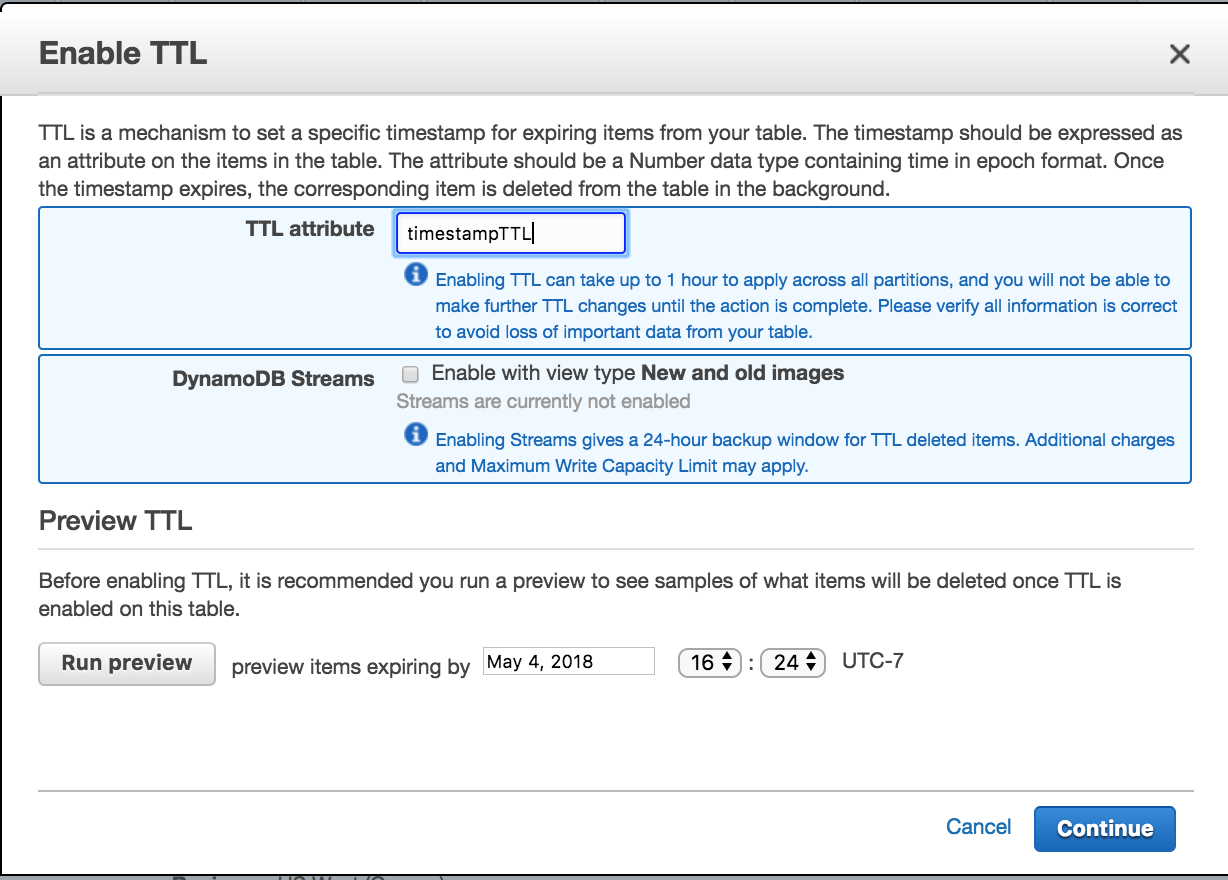 Enable TTL
TTL is a mechanism to set a specific timestamp for expiring items from your table. The timestamp should be expressed as
an attribute on the items in the table. The attribute should be a Number data type containing time in epoch format. Once
the timestamp expires, the corresponding item is deleted from the table in the background.
TTL attribute timestampTTL
Enabling TTL can take up to 1 hour to apply across all partitions, and you will not be able to
make further TTL changes until the action is complete. Please verify all information is correct
to avoid loss of important data from your table.
DynamoDB Streams Enable with view type New and old images
Streams are currently not enabled
Enabling Streams gives a 24-hour backup window for TTL deleted items. Additional charges
and Maximum Write Capacity Limit may apply.
Preview TTL
Before enabling TTL, it is recommended you run a preview to see samples of what items will be deleted once TTL is
enabled on this table.
Run preview preview items expiring by May 4, 2018 16 : 24 UTC-7
Cancel Continue